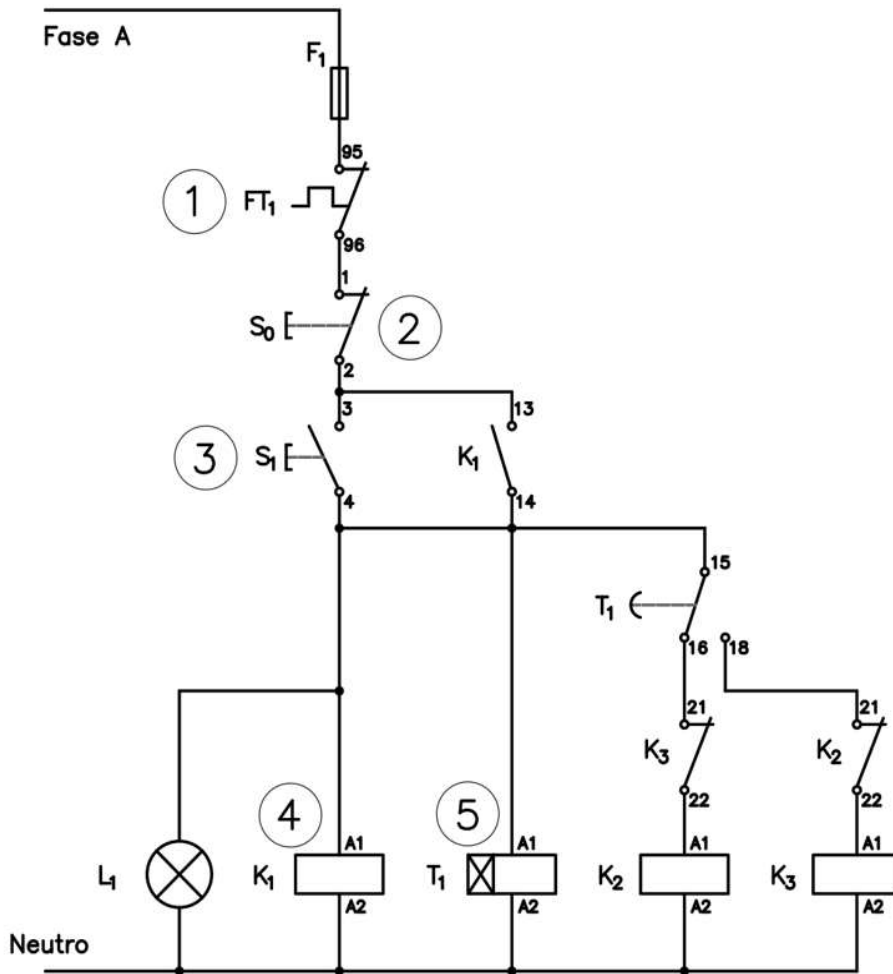 Fase A
F₁
95
1 FT₁
96
1
S₀ 2
2
3 13
3 S₁ K₁
4 14
15
T₁
16 18
21 21
K₃ K₂
22 22
4 5
A1 A1 A1 A1
L₁ K₁ T₁ K₂ K₃
A2 A2 A2 A2
Neutro